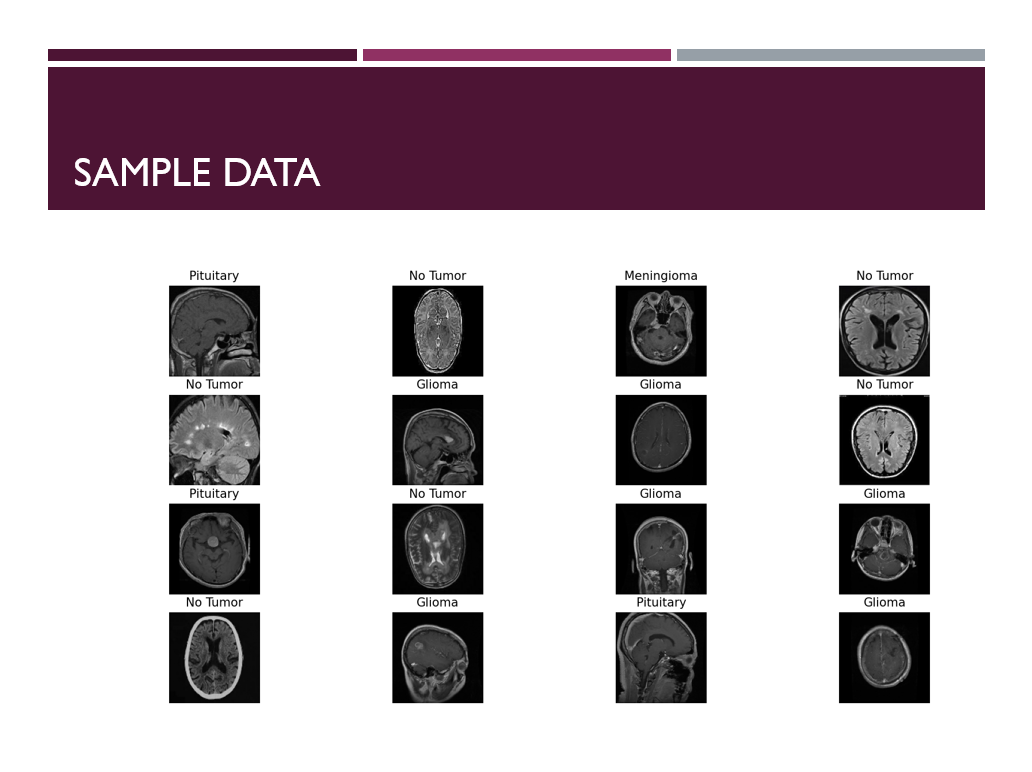 SAMPLE DATA
Pituitary No Tumor Meningioma No Tumor
No Tumor Glioma Glioma No Tumor
Pituitary No Tumor Glioma Glioma
No Tumor Glioma Pituitary Glioma